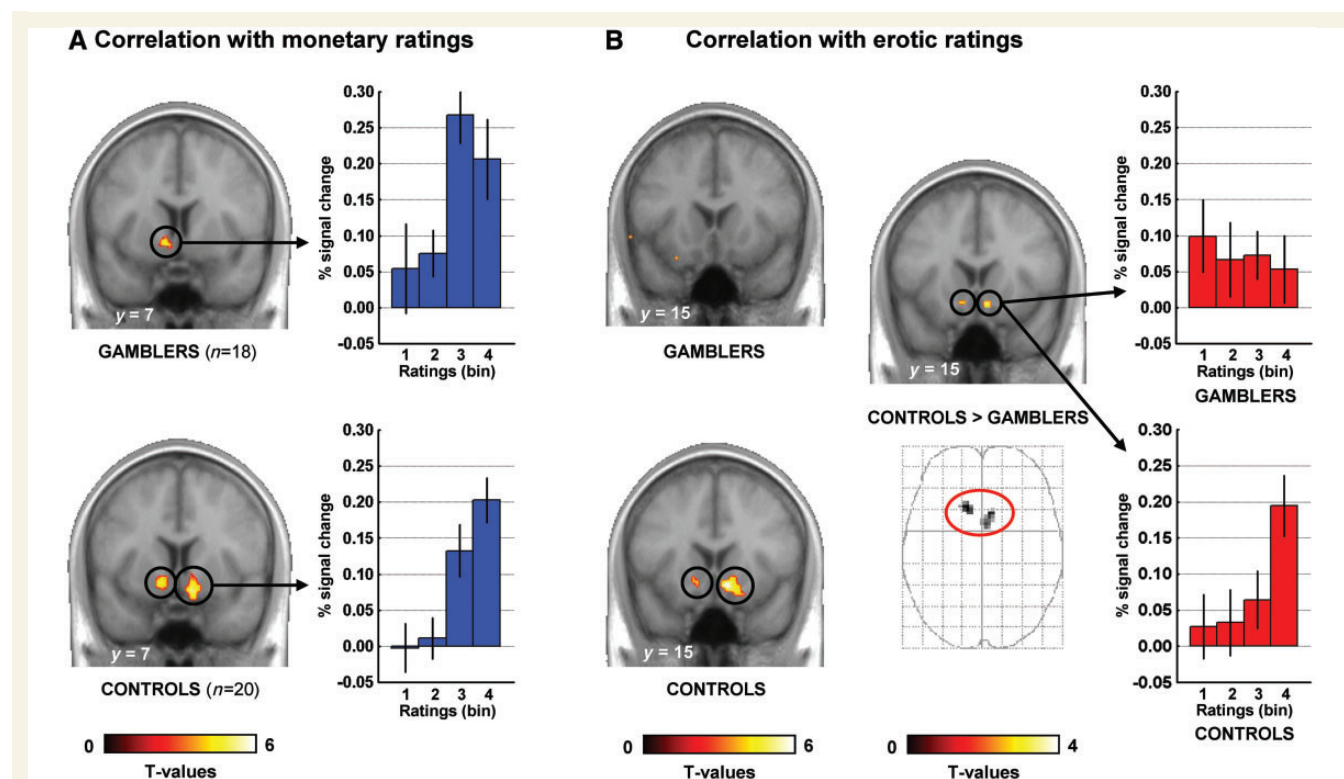 A Correlation with monetary ratings
0.30
0.25
0.20
0.15
0.10
0.05
0.00
-0.05
% signal change
1 2 3 4
Ratings (bin)
y = 7
GAMBLERS (n=18)
0.30
0.25
0.20
0.15
0.10
0.05
0.00
-0.05
% signal change
1 2 3 4
Ratings (bin)
y = 7
CONTROLS (n=20)
0 6
T-values
B Correlation with erotic ratings
y = 15
GAMBLERS
y = 15
CONTROLS > GAMBLERS
0.30
0.25
0.20
0.15
0.10
0.05
0.00
-0.05
% signal change
1 2 3 4
Ratings (bin)
GAMBLERS
y = 15
CONTROLS
0.30
0.25
0.20
0.15
0.10
0.05
0.00
-0.05
% signal change
1 2 3 4
Ratings (bin)
CONTROLS
0 6
T-values
0 4
T-values